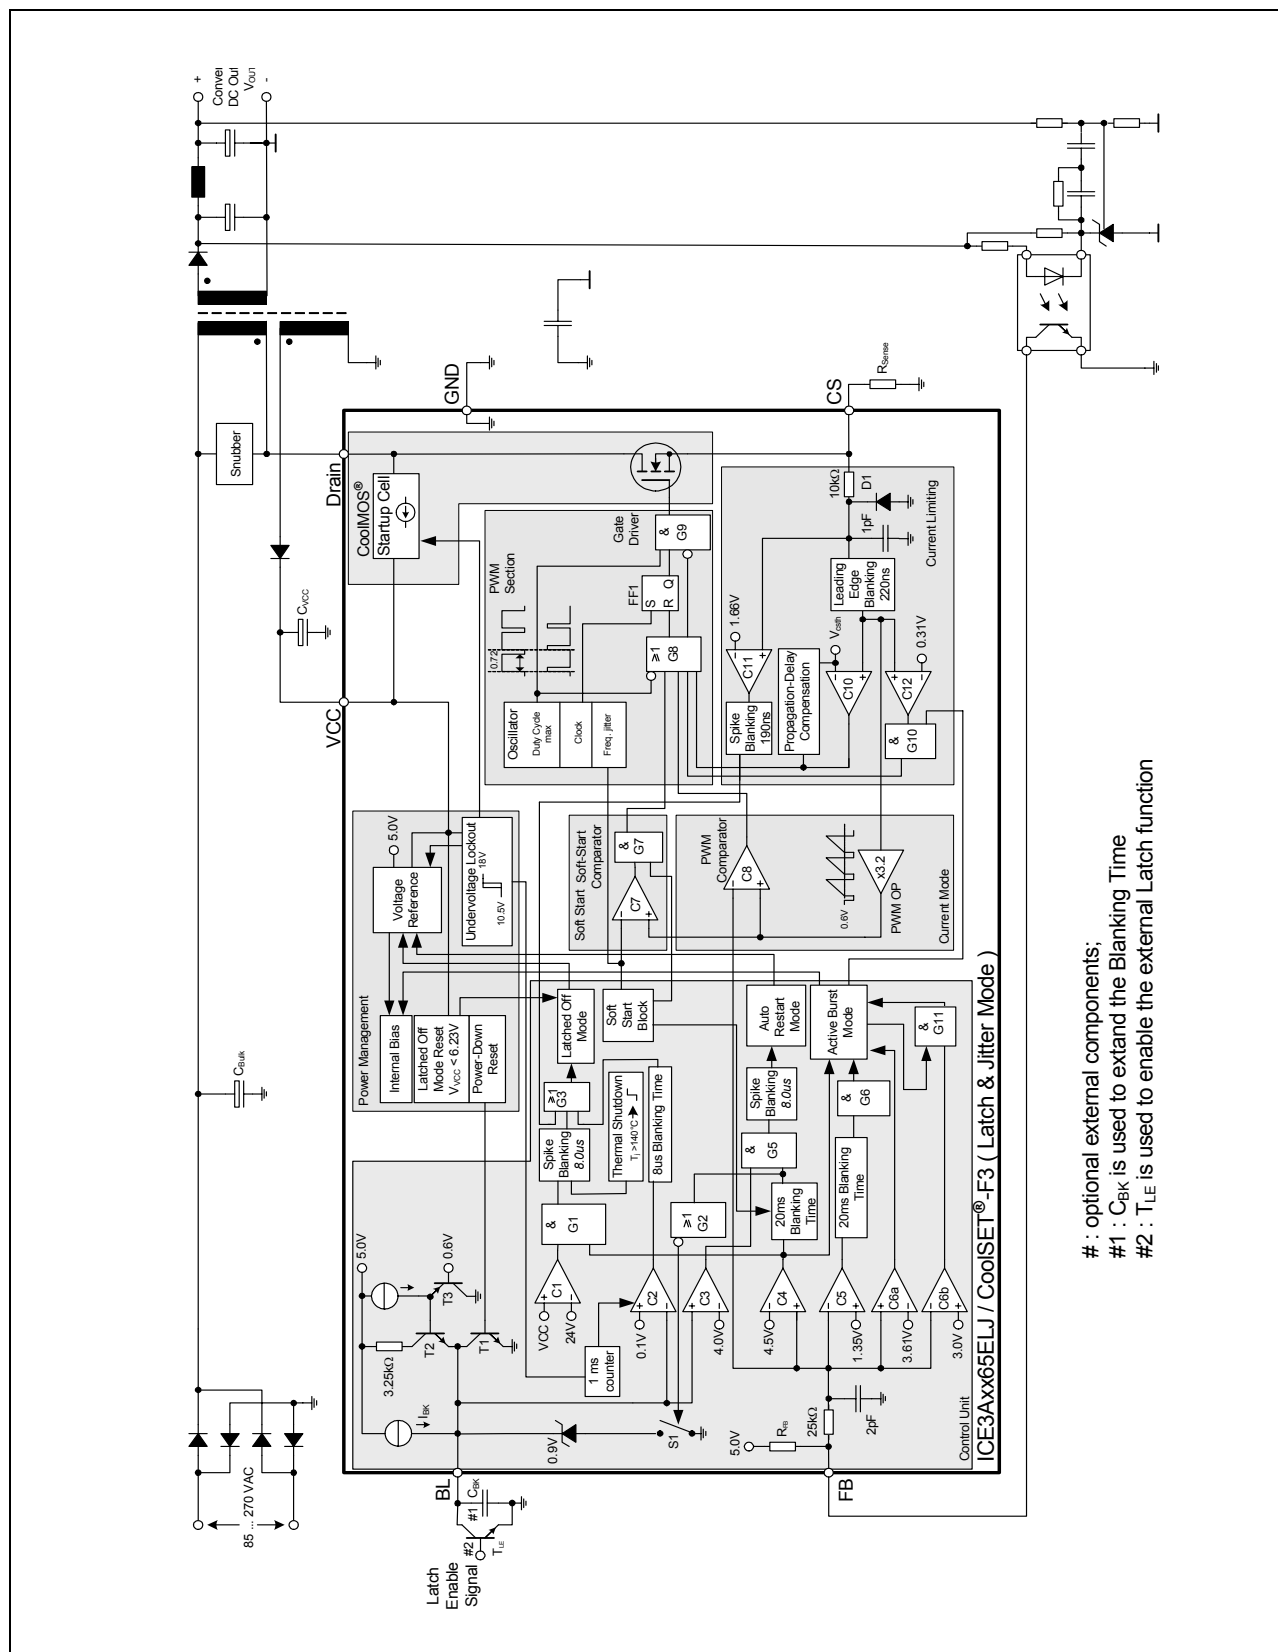 +
Conver
DC Out
VOUT
-
Snubber
Drain
GND
CS
RSense
CVCC
VCC
CoolMOS®
Startup Cell
Gate
Driver
&
G9
PWM
Section
0.72
FF1
S
R Q
≥1
G8
Oscillator
Duty Cycle
max
Clock
Freq. jitter
10kΩ
D1
1pF
Current Limiting
Leading
Edge
Blanking
220ns
1.66V
C11
Spike
Blanking
190ns
Propagation-Delay
Compensation
Vcsth
C10
C12
0.31V
&
G10
5.0V
Voltage
Reference
Undervoltage Lockout
18V
10.5V
Power Management
Internal Bias
Latched Off
Mode Reset
VVCC < 6.23V
Power-Down
Reset
Soft Start
Soft-Start
Comparator
C7
&
G7
PWM
Comparator
C8
0.6V
x3.2
PWM OP
Current Mode
CBulk
Latched Off
Mode
≥1
G3
Spike
Blanking
8.0us
Thermal Shutdown
Tj >140°C
8us Blanking Time
Soft
Start
Block
Auto
Restart
Mode
Spike
Blanking
8.0us
&
G5
Active Burst
Mode
&
G11
&
G6
20ms Blanking
Time
20ms
Blanking
Time
≥1
G2
&
G1
5.0V
0.6V
T3
T2
T1
3.25kΩ
IBK
0.9V
S1
1 ms
counter
VCC
24V
C1
0.1V
C2
4.0V
C3
4.5V
C4
1.35V
C5
3.61V
C6a
3.0V
C6b
5.0V
RFB
25kΩ
2pF
Control Unit
ICE3Axx65ELJ / CoolSET®-F3 ( Latch & Jitter Mode )
85 ... 270 VAC
BL
#1
CBK
#2
TLE
Latch
Enable
Signal
FB
# : optional external components;
#1 : CBK is used to extand the Blanking Time
#2 : TLE is used to enable the external Latch function